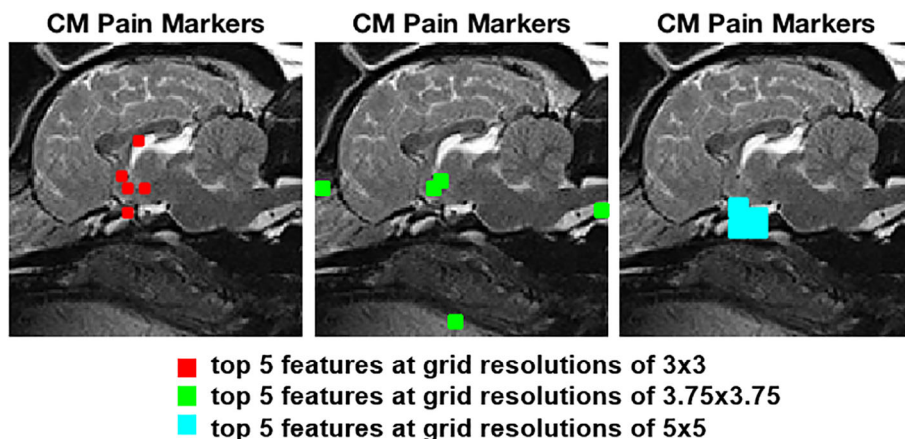 CM Pain Markers
CM Pain Markers
CM Pain Markers
top 5 features at grid resolutions of 3x3
top 5 features at grid resolutions of 3.75x3.75
top 5 features at grid resolutions of 5x5